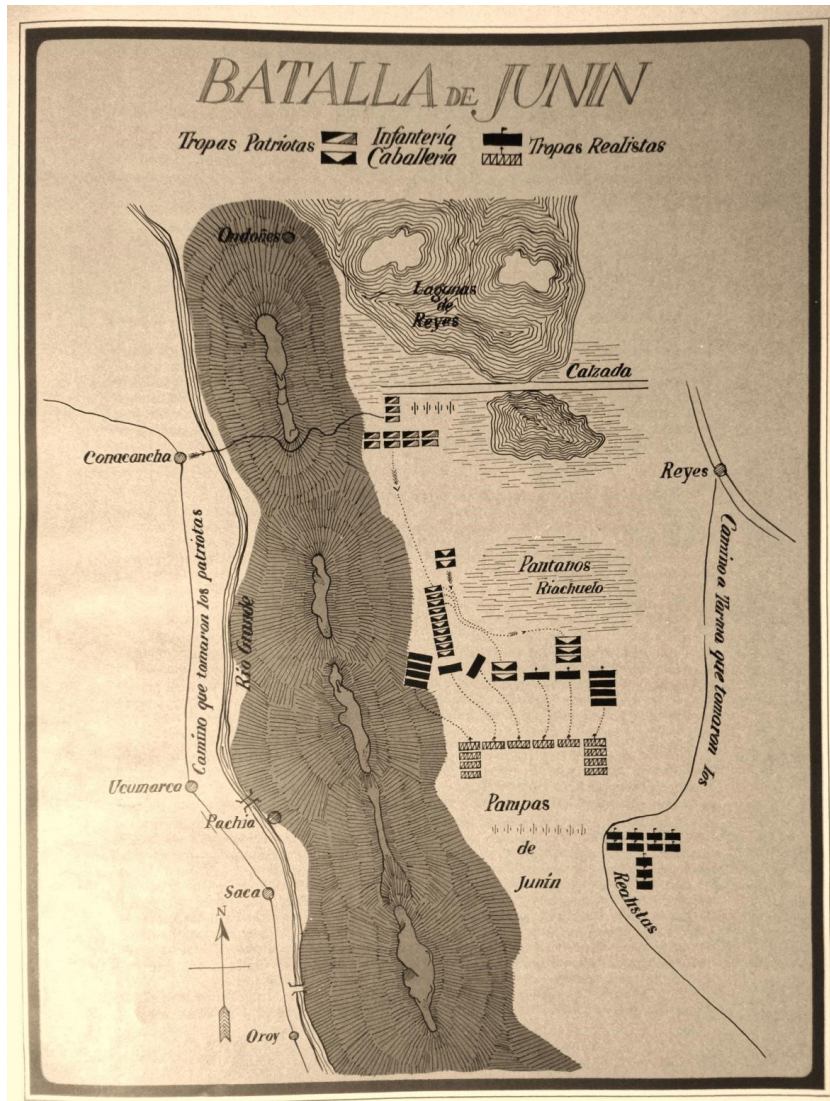 BATALLA DE JUNIN
Tropas Patriotas Infantería
Caballería Tropas Realistas
Ondoñes
Lagunas
de
Reyes
Calzada
Conacancha
Reyes
Camino que tomaron los patriotas
Rio Grande
Pantanos
Riachuelo
Camino a Tarma que tomaron los
Realistas
Ucumarca
Pachia
Pampas
de
Junín
Saca
N
Oroy